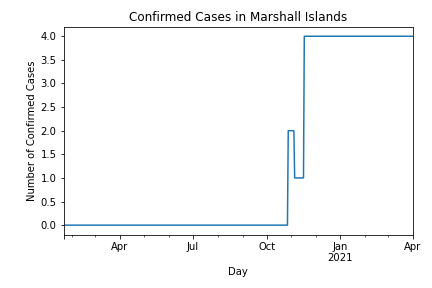 Confirmed Cases in Marshall Islands
4.0
3.5
3.0
2.5
2.0
1.5
1.0
0.5
0.0
Number of Confirmed Cases
Apr Jul Oct Jan Apr
2021
Day